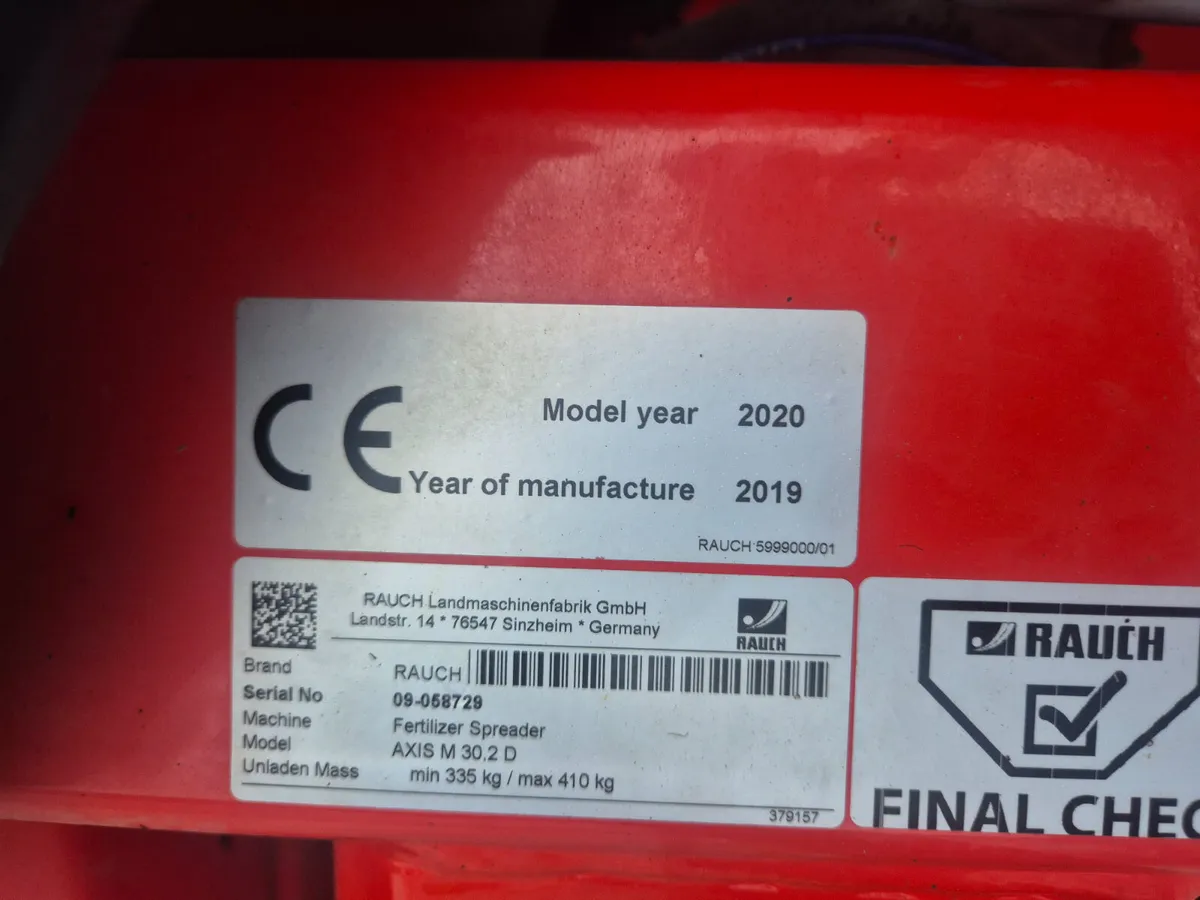 CE
Model year 2020
Year of manufacture 2019
RAUCH 5999000/01
RAUCH Landmaschinenfabrik GmbH
Landstr. 14 * 76547 Sinzheim * Germany
RAUCH
Brand RAUCH
Serial No 09-058729
Machine Fertilizer Spreader
Model AXIS M 30.2 D
Unladen Mass min 335 kg / max 410 kg
379157
RAUCH
FINAL CHEC